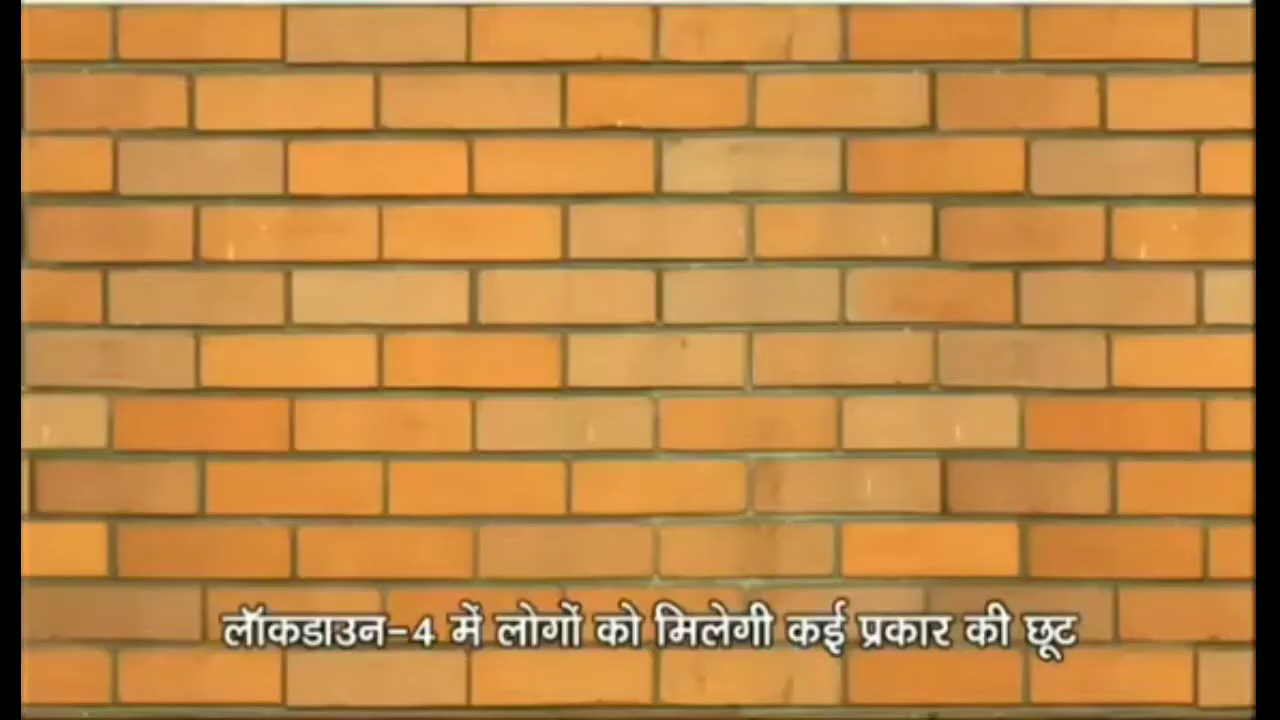 लॉकडाउन-4 में लोगों को मिलेगी कई प्रकार की छूट